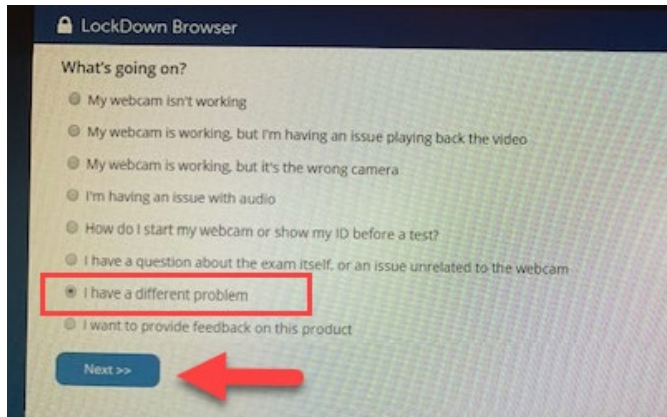 LockDown Browser
What's going on?
My webcam isn't working
My webcam is working, but I'm having an issue playing back the video
My webcam is working, but it's the wrong camera
I'm having an issue with audio
How do I start my webcam or show my ID before a test?
I have a question about the exam itself, or an issue unrelated to the webcam
I have a different problem
I want to provide feedback on this product
Next >>